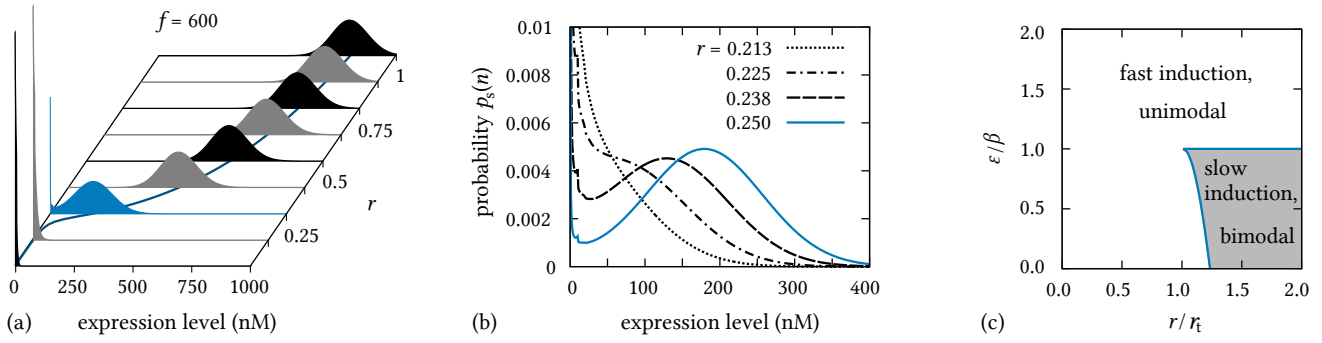 f = 600
1
0.75
0.5
0.25
r
0 250 500 750 1000
(a) expression level (nM)
0.01
0.008
0.006
0.004
0.002
0
probability pₛ(n)
r = 0.213
0.225
0.238
0.250
0 100 200 300 400
(b) expression level (nM)
2.0
1.5
1.0
0.5
0.0
ε/β
fast induction,
unimodal
slow
induction,
bimodal
0.0 0.5 1.0 1.5 2.0
(c) r/rₜ